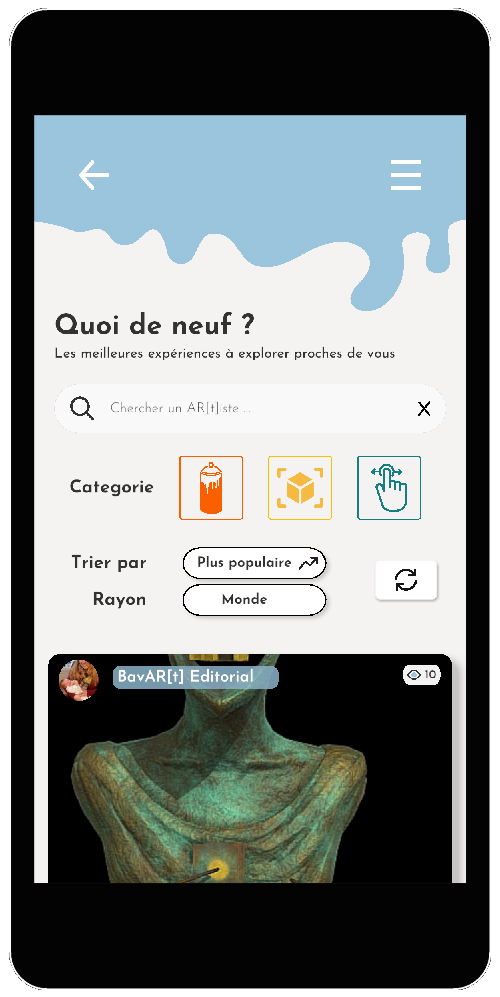 Quoi de neuf ?
Les meilleures expériences à explorer proches de vous
Chercher un AR[t]iste ...
X
Categorie
Trier par
Plus populaire
Rayon
Monde
BavAR[t] Editorial
10